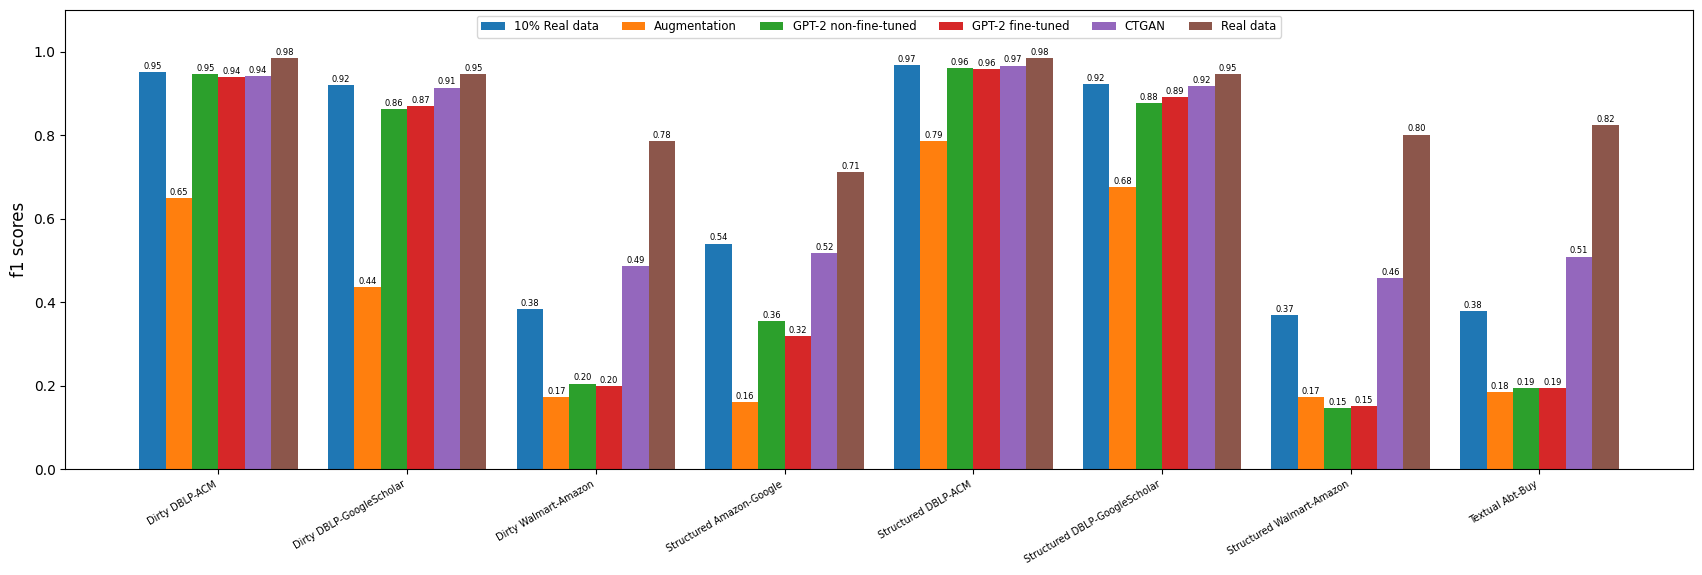 10% Real data Augmentation GPT-2 non-fine-tuned GPT-2 fine-tuned CTGAN Real data
f1 scores
1.0
0.8
0.6
0.4
0.2
0.0
0.95 0.65 0.95 0.94 0.94 0.98
0.92 0.44 0.86 0.87 0.91 0.95
0.38 0.17 0.20 0.20 0.49 0.78
0.54 0.16 0.36 0.32 0.52 0.71
0.97 0.79 0.96 0.96 0.97 0.98
0.92 0.68 0.88 0.89 0.92 0.95
0.37 0.17 0.15 0.15 0.46 0.80
0.38 0.18 0.19 0.19 0.51 0.82
Dirty DBLP-ACM
Dirty DBLP-GoogleScholar
Dirty Walmart-Amazon
Structured Amazon-Google
Structured DBLP-ACM
Structured DBLP-GoogleScholar
Structured Walmart-Amazon
Textual Abt-Buy